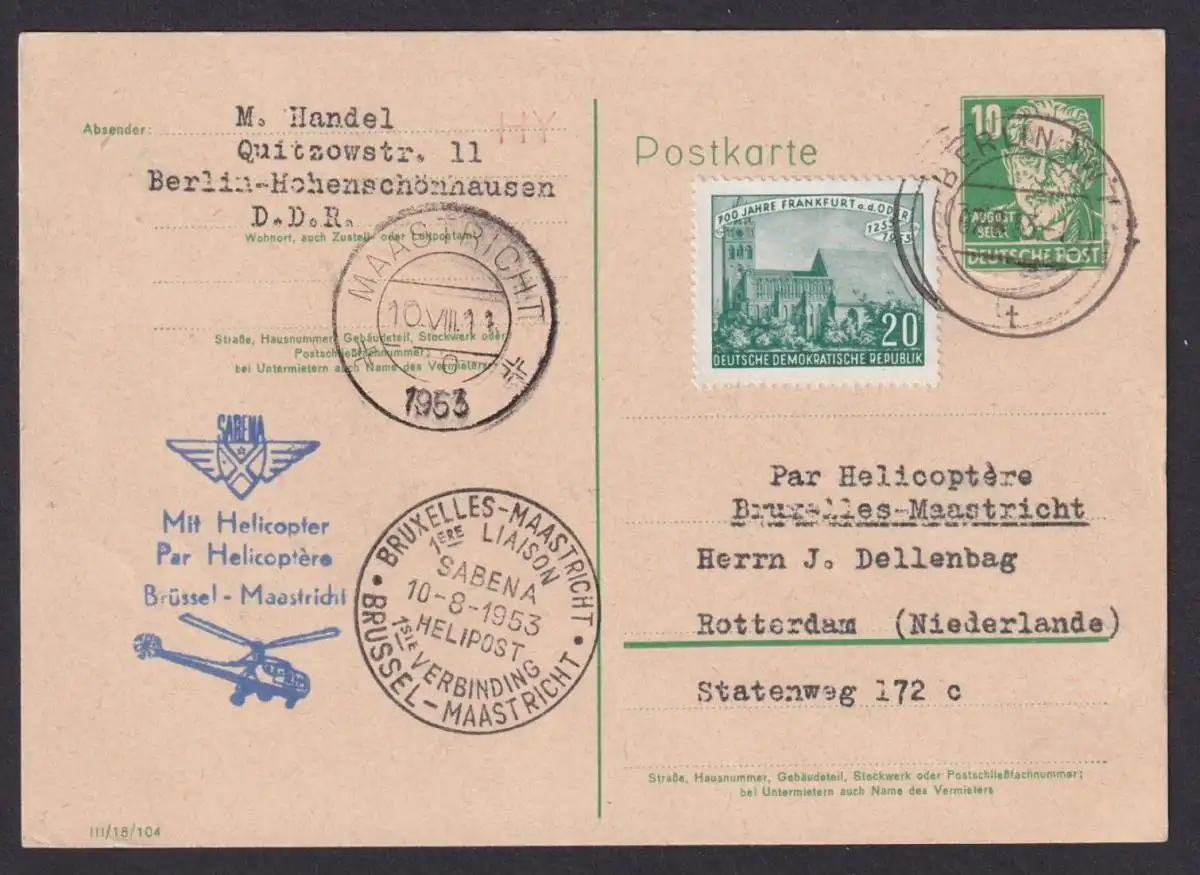 Absender:
M. Handel
HY
Quitzowstr. 11
Berlin-Hohenschönhausen
D.D.R.
Wohnort, auch Zustell- oder Luftpostamt
MAASTRICHT
10.VIII.11
1953
Straße, Hausnummer, Gebäudeteil, Stockwerk oder
Postschließfachnummer;
bei Untermietern auch Name des Vermieters
SABENA
Mit Helicopter
Par Helicoptère
Brüssel - Maastricht
BRUXELLES-MAASTRICHT
1ERE LIAISON
SABENA
10-8-1953
HELIPOST
1STE VERBINDING
BRUSSEL-MAASTRICHT
III/18/104
Postkarte
10
AUGUST
DEUTSCHE POST
BERLIN
t
700 JAHRE FRANKFURT a.d. ODER
1253
1953
20
DEUTSCHE DEMOKRATISCHE REPUBLIK
Par Helicoptère
Bruxelles-Maastricht
Herrn J. Dellenbag
Rotterdam (Niederlande)
Statenweg 172 c
Straße, Hausnummer, Gebäudeteil, Stockwerk oder Postschließfachnummer;
bei Untermietern auch Name des Vermieters